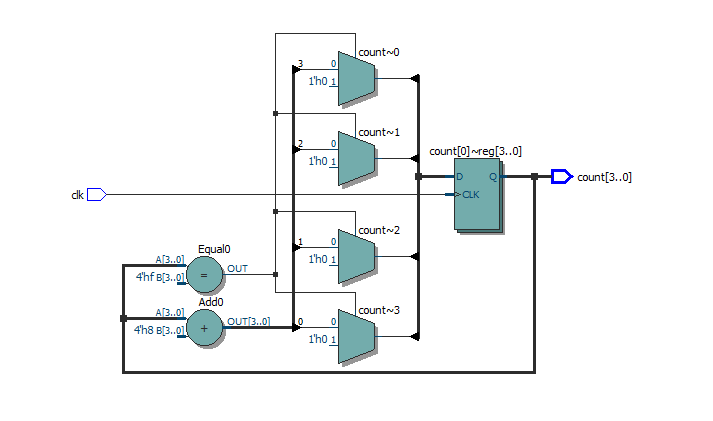 count~0
3
0
1'h0 1
count~1
2
0
1'h0 1
count[0]~reg[3..0]
D
Q
CLK
count[3..0]
clk
count~2
1
0
1'h0 1
Equal0
A[3..0]
4'hf B[3..0]
=
OUT
Add0
A[3..0]
4'h8 B[3..0]
+
OUT[3..0]
count~3
0
0
1'h0 1